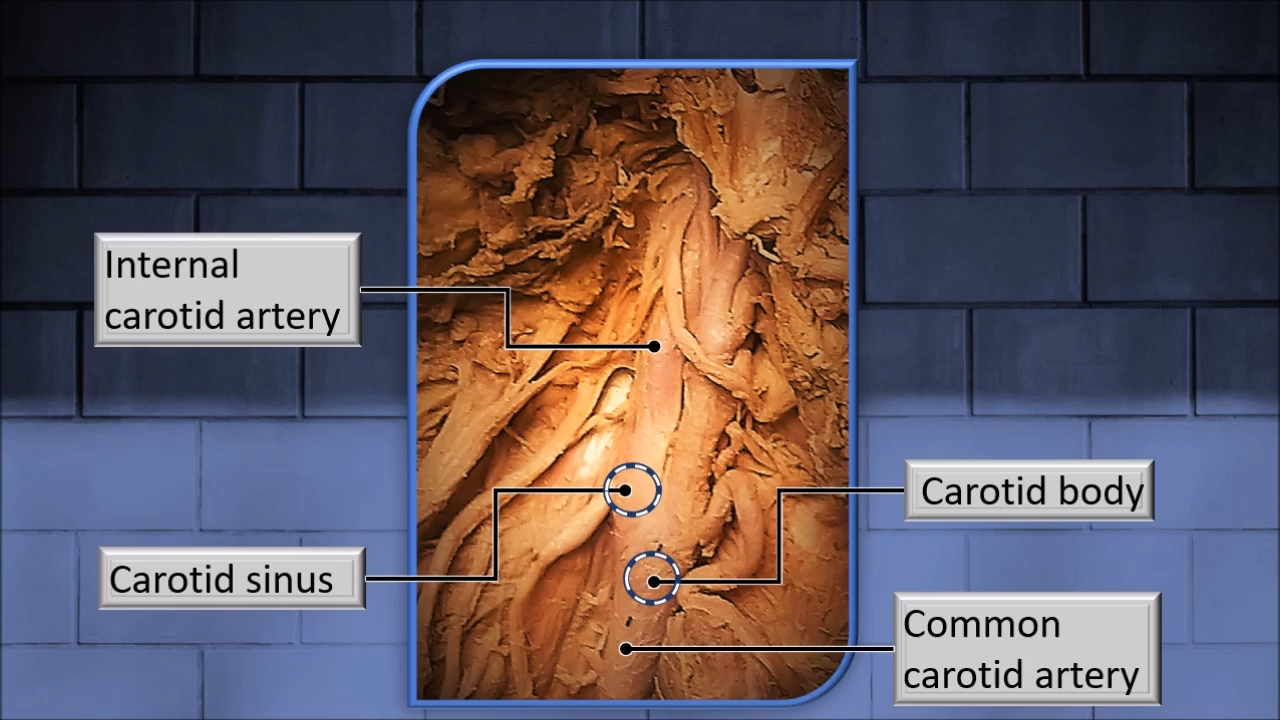 Internal
carotid artery
Carotid sinus
Carotid body
Common
carotid artery